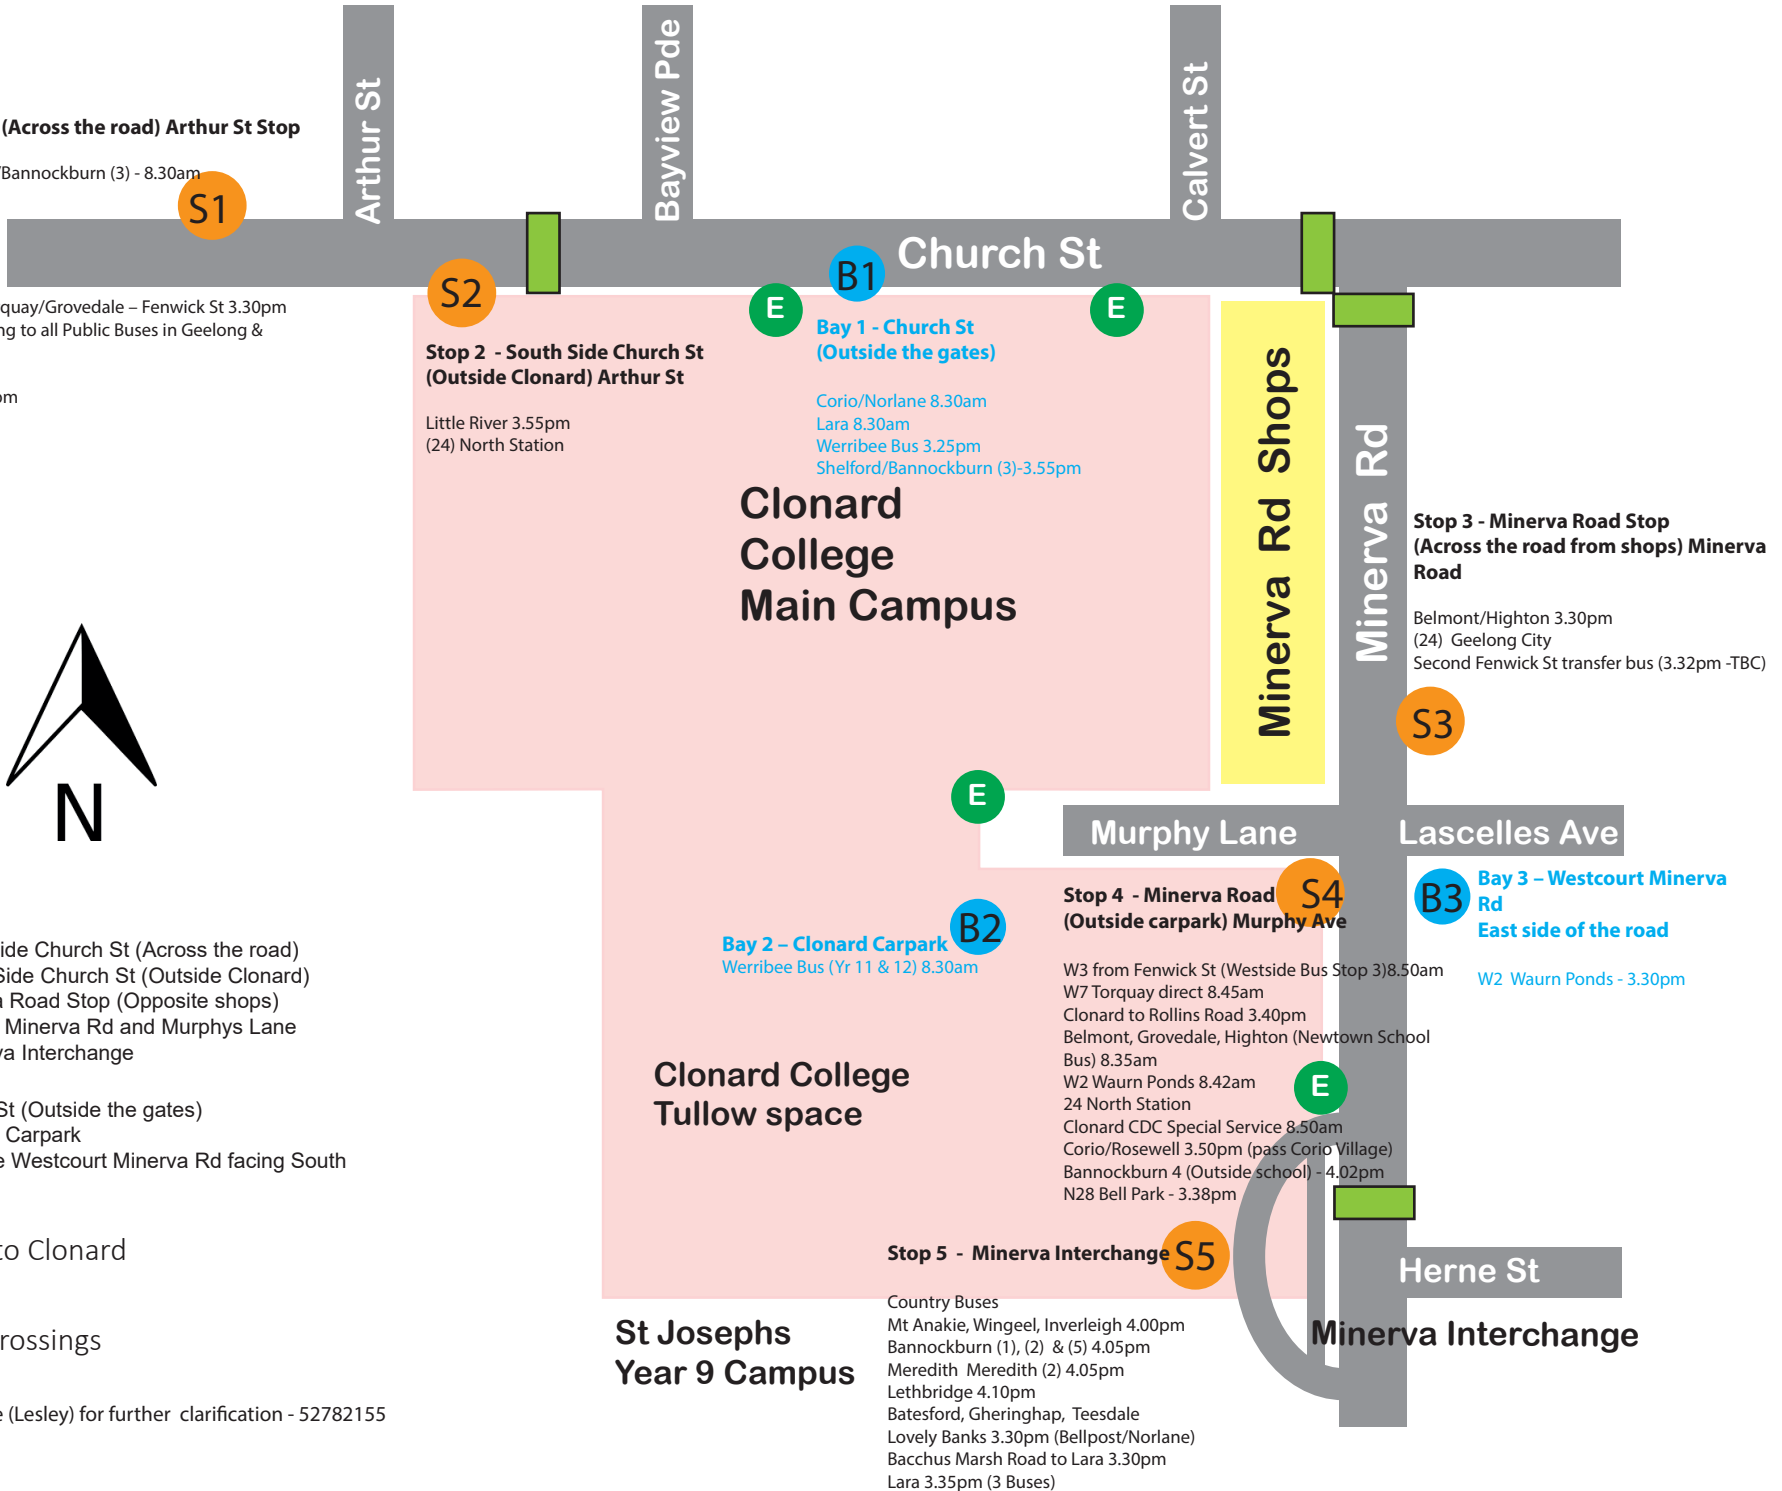 Arthur St
Bayview Pde
Calvert St
(Across the road) Arthur St Stop
/Bannockburn (3) - 8.30am
S1
Church St
S2
B1
E
E
quay/Grovedale – Fenwick St 3.30pm
ng to all Public Buses in Geelong &
Stop 2 - South Side Church St
(Outside Clonard) Arthur St
Little River 3.55pm
(24) North Station
Bay 1 - Church St
(Outside the gates)
Corio/Norlane 8.30am
Lara 8.30am
Werribee Bus 3.25pm
Shelford/Bannockburn (3)-3.55pm
Clonard
College
Main Campus
Minerva Rd Shops
Minerva Rd
Stop 3 - Minerva Road Stop
(Across the road from shops) Minerva
Road
Belmont/Highton 3.30pm
(24) Geelong City
Second Fenwick St transfer bus (3.32pm -TBC)
S3
N
E
Murphy Lane
Lascelles Ave
Stop 4 - Minerva Road
(Outside carpark) Murphy Ave
S4
W3 from Fenwick St (Westside Bus Stop 3)8.50am
W7 Torquay direct 8.45am
Clonard to Rollins Road 3.40pm
Belmont, Grovedale, Highton (Newtown School
Bus) 8.35am
W2 Waurn Ponds 8.42am
24 North Station
Clonard CDC Special Service 8.50am
Corio/Rosewell 3.50pm (pass Corio Village)
Bannockburn 4 (Outside school) - 4.02pm
N28 Bell Park - 3.38pm
B3
Bay 3 – Westcourt Minerva
Rd
East side of the road
W2 Waurn Ponds - 3.30pm
B2
Bay 2 – Clonard Carpark
Werribee Bus (Yr 11 & 12) 8.30am
Clonard College
Tullow space
E
ide Church St (Across the road)
Side Church St (Outside Clonard)
a Road Stop (Opposite shops)
Minerva Rd and Murphys Lane
va Interchange
St (Outside the gates)
Carpark
e Westcourt Minerva Rd facing South
to Clonard
rossings
e (Lesley) for further clarification - 52782155
Stop 5 - Minerva Interchange
S5
Country Buses
Mt Anakie, Wingeel, Inverleigh 4.00pm
Bannockburn (1), (2) & (5) 4.05pm
Meredith Meredith (2) 4.05pm
Lethbridge 4.10pm
Batesford, Gheringhap, Teesdale
Lovely Banks 3.30pm (Bellpost/Norlane)
Bacchus Marsh Road to Lara 3.30pm
Lara 3.35pm (3 Buses)
Herne St
Minerva Interchange
St Josephs
Year 9 Campus